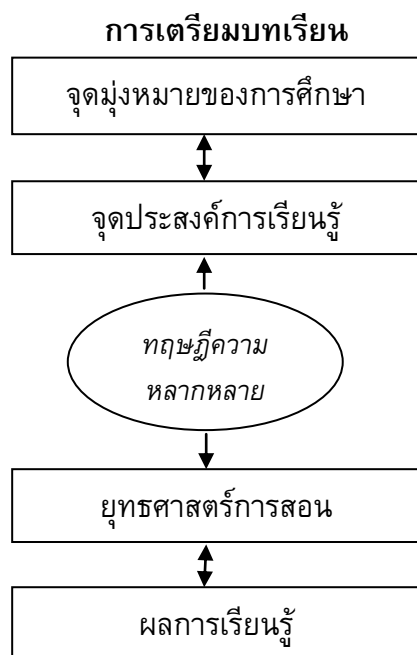 การเตรียมบทเรียน
จุดมุ่งหมายของการศึกษา
จุดประสงค์การเรียนรู้
ทฤษฎีความ
หลากหลาย
ยุทธศาสตร์การสอน
ผลการเรียนรู้